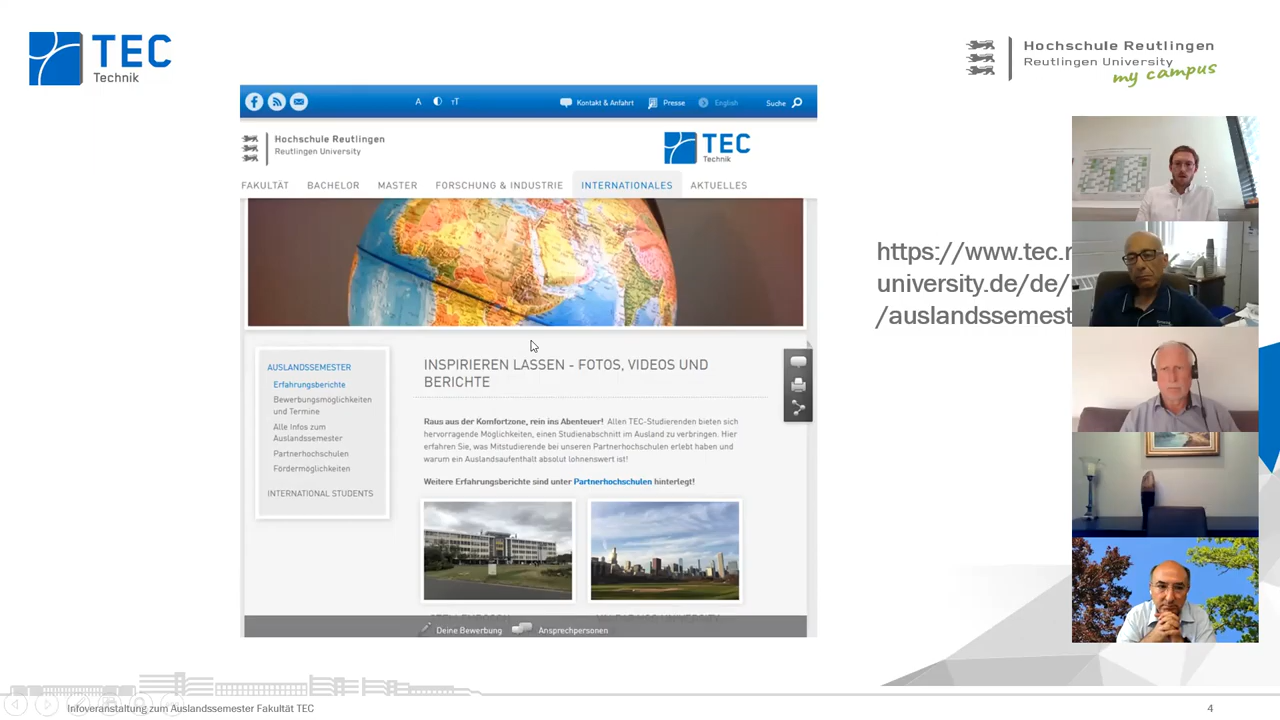 TEC
Technik
Hochschule Reutlingen
Reutlingen University
my campus
A
TT
Kontakt & Anfahrt
Presse
English
Suche
Hochschule Reutlingen
Reutlingen University
TEC
Technik
FAKULTÄT
BACHELOR
MASTER
FORSCHUNG & INDUSTRIE
INTERNATIONALES
AKTUELLES
https://www.tec.r
university.de/de/
/auslandssemest
AUSLANDSSEMESTER
Erfahrungsberichte
Bewerbungsmöglichkeiten
und Termine
Alle Infos zum
Auslandssemester
Partnerhochschulen
Fördermöglichkeiten
INTERNATIONAL STUDENTS
INSPIRIEREN LASSEN - FOTOS, VIDEOS UND
BERICHTE
Raus aus der Komfortzone, rein ins Abenteuer! Allen TEC-Studierenden bieten sich
hervorragende Möglichkeiten, einen Studienabschnitt im Ausland zu verbringen. Hier
erfahren Sie, was Mitstudierende bei unseren Partnerhochschulen erlebt haben und
warum ein Auslandsaufenthalt absolut lohnenswert ist!
Weitere Erfahrungsberichte sind unter Partnerhochschulen hinterlegt!
Deine Bewerbung
Ansprechpersonen
Infoveranstaltung zum Auslandssemester Fakultät TEC
4